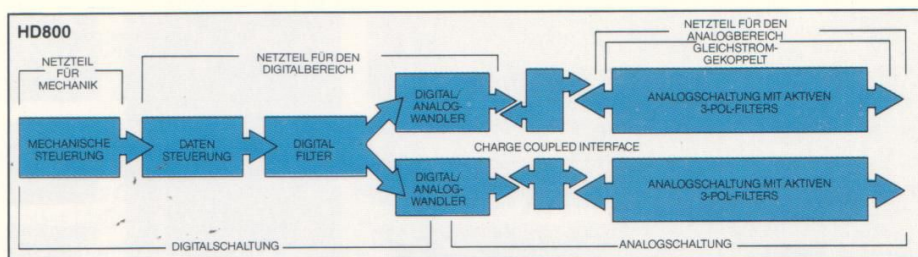 HD800
NETZTEIL
FÜR
MECHANIK
NETZTEIL FÜR DEN
DIGITALBEREICH
NETZTEIL FÜR DEN
ANALOGBEREICH
GLEICHSTROM-
GEKOPPELT
MECHANISCHE
STEUERUNG
DATEN
STEUERUNG
DIGITAL
FILTER
DIGITAL/
ANALOG-
WANDLER
ANALOGSCHALTUNG MIT AKTIVEN
3-POL-FILTERS
CHARGE COUPLED INTERFACE
DIGITAL/
ANALOG-
WANDLER
ANALOGSCHALTUNG MIT AKTIVEN
3-POL-FILTERS
DIGITALSCHALTUNG
ANALOGSCHALTUNG